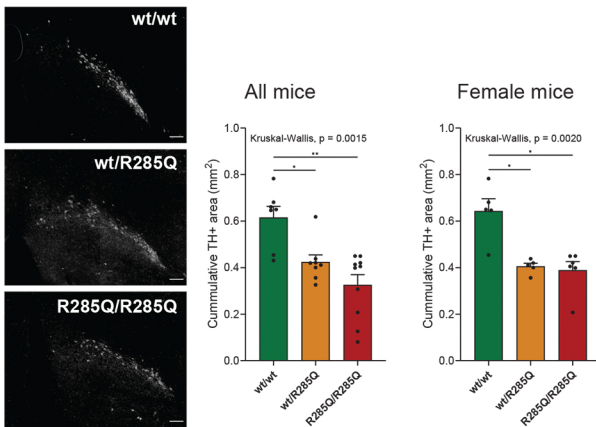 wt/wt
wt/R285Q
R285Q/R285Q
All mice
Kruskal-Wallis, p = 0.0015
**
*
Cummulative TH+ area (mm²)
1.0
0.8
0.6
0.4
0.2
0.0
wt/wt
wt/R285Q
R285Q/R285Q
Female mice
Kruskal-Wallis, p = 0.0020
*
*
Cummulative TH+ area (mm²)
1.0
0.8
0.6
0.4
0.2
0.0
wt/wt
wt/R285Q
R285Q/R285Q